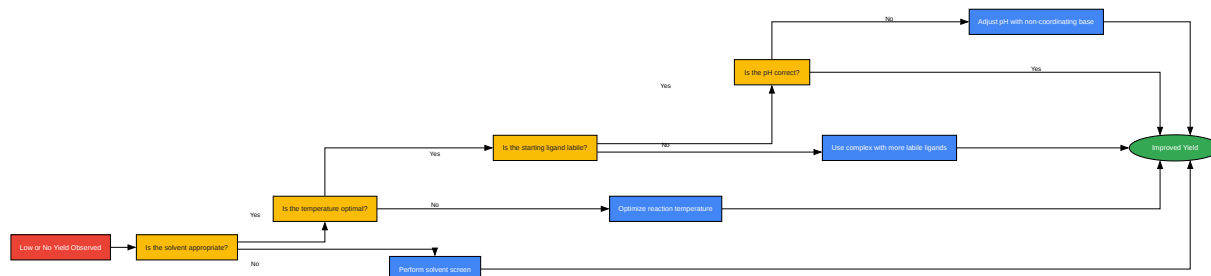 No
Adjust pH with non-coordinating base
Is the pH correct?
Yes
Yes
Is the starting ligand labile?
No
Use complex with more labile ligands
Improved Yield
Yes
Is the temperature optimal?
No
Optimize reaction temperature
Yes
Low or No Yield Observed
Is the solvent appropriate?
No
Perform solvent screen